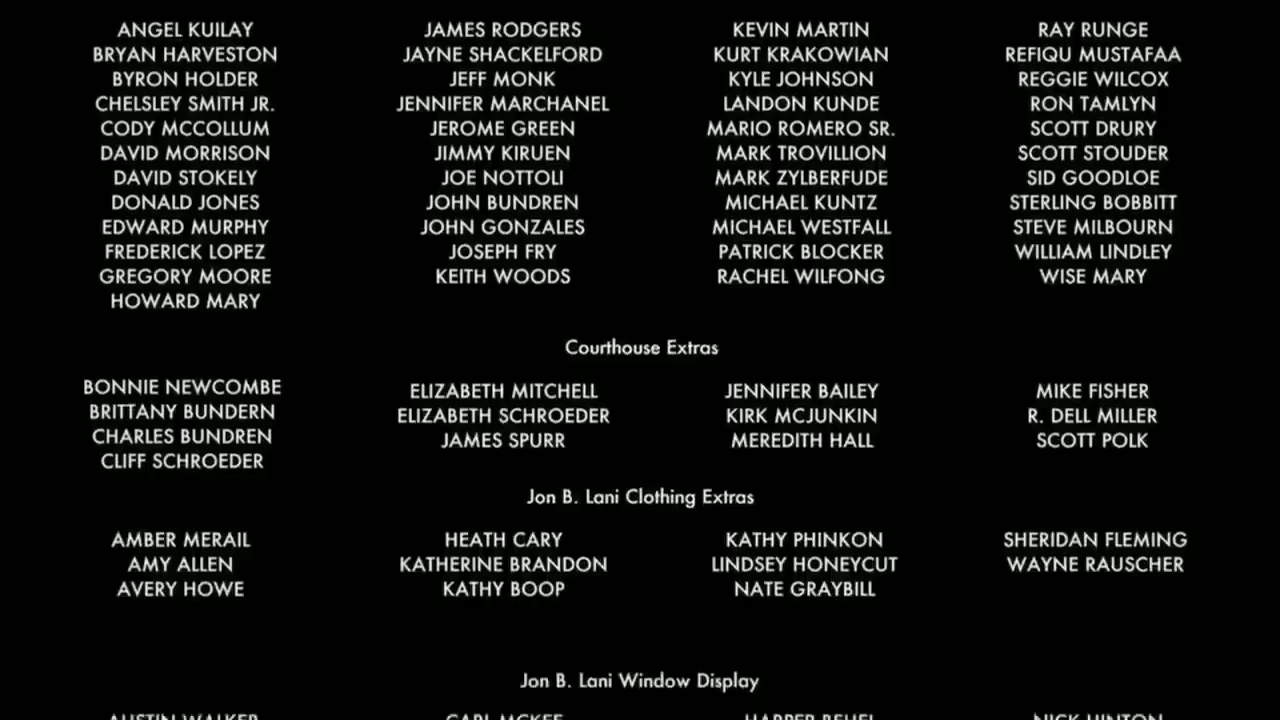 ANGEL KUILAY
BRYAN HARVESTON
BYRON HOLDER
CHELSLEY SMITH JR.
CODY MCCOLLUM
DAVID MORRISON
DAVID STOKELY
DONALD JONES
EDWARD MURPHY
FREDERICK LOPEZ
GREGORY MOORE
HOWARD MARY
JAMES RODGERS
JAYNE SHACKELFORD
JEFF MONK
JENNIFER MARCHANEL
JEROME GREEN
JIMMY KIRUEN
JOE NOTTOLI
JOHN BUNDREN
JOHN GONZALES
JOSEPH FRY
KEITH WOODS
KEVIN MARTIN
KURT KRAKOWIAN
KYLE JOHNSON
LANDON KUNDE
MARIO ROMERO SR.
MARK TROVILLION
MARK ZYLBERFUDE
MICHAEL KUNTZ
MICHAEL WESTFALL
PATRICK BLOCKER
RACHEL WILFONG
RAY RUNGE
REFIQU MUSTAFAA
REGGIE WILCOX
RON TAMLYN
SCOTT DRURY
SCOTT STOUDER
SID GOODLOE
STERLING BOBBITT
STEVE MILBOURN
WILLIAM LINDLEY
WISE MARY
Courthouse Extras
BONNIE NEWCOMBE
BRITTANY BUNDERN
CHARLES BUNDREN
CLIFF SCHROEDER
ELIZABETH MITCHELL
ELIZABETH SCHROEDER
JAMES SPURR
JENNIFER BAILEY
KIRK MCJUNKIN
MEREDITH HALL
MIKE FISHER
R. DELL MILLER
SCOTT POLK
Jon B. Lani Clothing Extras
AMBER MERAIL
AMY ALLEN
AVERY HOWE
HEATH CARY
KATHERINE BRANDON
KATHY BOOP
KATHY PHINKON
LINDSEY HONEYCUT
NATE GRAYBILL
SHERIDAN FLEMING
WAYNE RAUSCHER
Jon B. Lani Window Display
AUSTIN WALKER
CARL MCKEE
HARPER
NICK HINTON